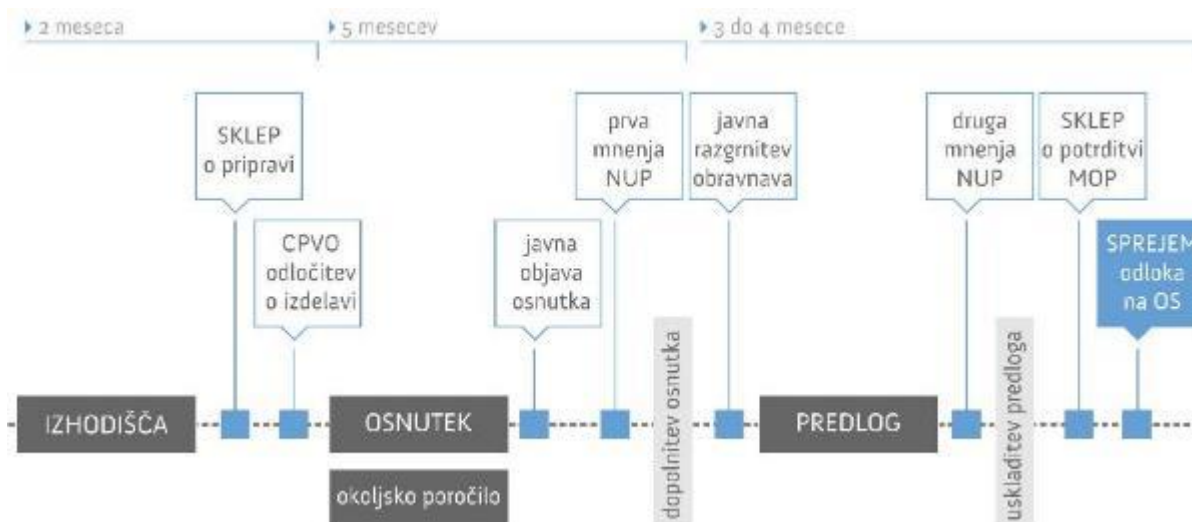 2 meseca
5 mesecev
3 do 4 mesece
SKLEP
o pripravi
prva
mnenja
NUP
javna
razgrnitev
obravnava
druga
mnenja
NUP
SKLEP
o potrditvi
MOP
CPVO
odločitev
o izdelavi
javna
objava
osnutka
SPREJEM
odloka
na OS
IZHODIŠČA
OSNUTEK
dopolnitev osnutka
PREDLOG
uskladitev predloga
okoljsko poročilo